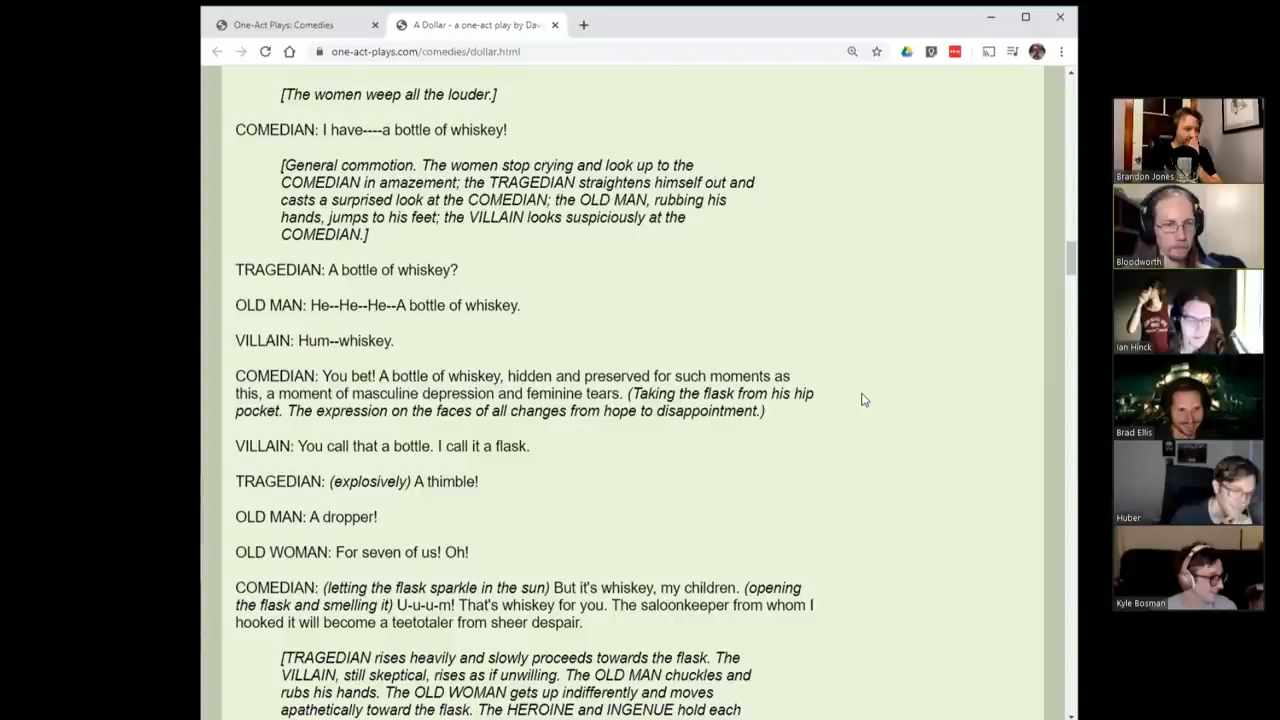 One-Act Plays: Comedies
A Dollar - a one-act play by Dav
one-act-plays.com/comedies/dollar.html
[The women weep all the louder.]
COMEDIAN: I have----a bottle of whiskey!
[General commotion. The women stop crying and look up to the
COMEDIAN in amazement; the TRAGEDIAN straightens himself out and
casts a surprised look at the COMEDIAN; the OLD MAN, rubbing his
hands, jumps to his feet; the VILLAIN looks suspiciously at the
COMEDIAN.]
TRAGEDIAN: A bottle of whiskey?
OLD MAN: He--He--He--A bottle of whiskey.
VILLAIN: Hum--whiskey.
COMEDIAN: You bet! A bottle of whiskey, hidden and preserved for such moments as
this, a moment of masculine depression and feminine tears. (Taking the flask from his hip
pocket. The expression on the faces of all changes from hope to disappointment.)
VILLAIN: You call that a bottle. I call it a flask.
TRAGEDIAN: (explosively) A thimble!
OLD MAN: A dropper!
OLD WOMAN: For seven of us! Oh!
COMEDIAN: (letting the flask sparkle in the sun) But it's whiskey, my children. (opening
the flask and smelling it) U-u-u-m! That's whiskey for you. The saloonkeeper from whom I
hooked it will become a teetotaler from sheer despair.
[TRAGEDIAN rises heavily and slowly proceeds towards the flask. The
VILLAIN, still skeptical, rises as if unwilling. The OLD MAN chuckles and
rubs his hands. The OLD WOMAN gets up indifferently and moves
apathetically toward the flask. The HEROINE and INGENUE hold each
Brandon Jones
Bloodworth
Ian Hinck
Brad Ellis
Huber
Kyle Bosman